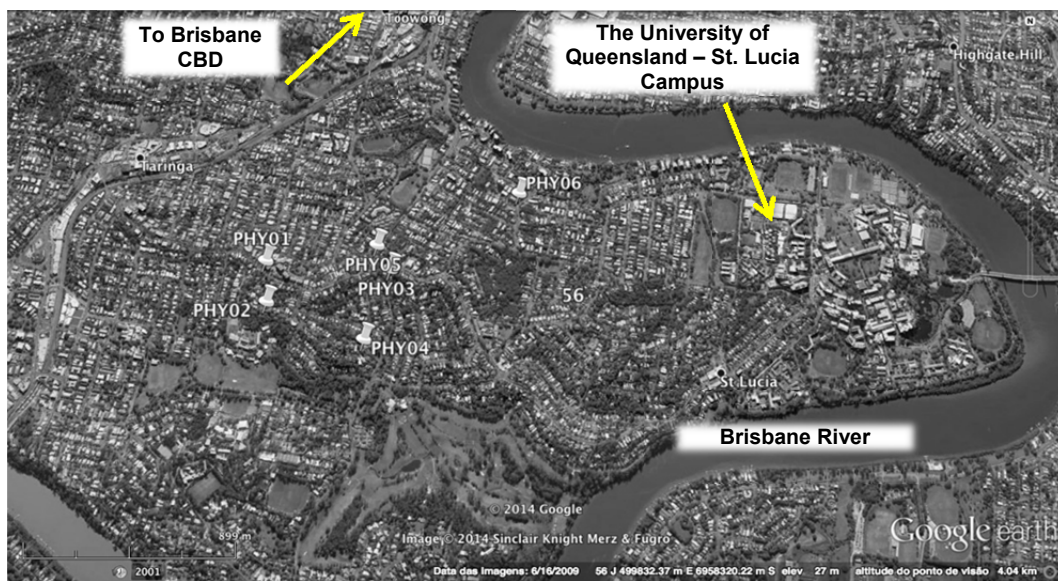 Toowong
To Brisbane
CBD
The University of
Queensland – St. Lucia
Campus
N
Highgate Hill
Taringa
PHY06
PHY01
PHY05
PHY03
PHY02
56
PHY04
St Lucia
Brisbane River
© 2014 Google
Image © 2014 Sinclair Knight Merz & Fugro
Google earth
899 m
2001
Data das imagens: 6/16/2009 56 J 499832.37 m E 6958320.22 m S elev 27 m altitude do ponto de visão 4.04 km